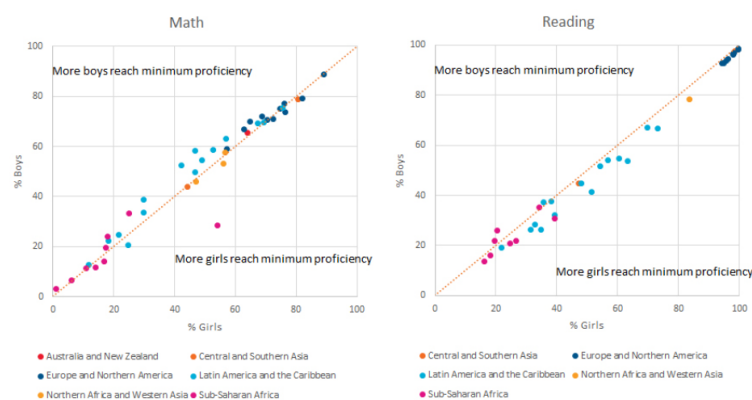 Math
100
80
60
40
20
0
More boys reach minimum proficiency
More girls reach minimum proficiency
% Boys
0 20 40 60 80 100
% Girls
Australia and New Zealand
Central and Southern Asia
Europe and Northern America
Latin America and the Caribbean
Northern Africa and Western Asia
Sub-Saharan Africa
Reading
100
80
60
40
20
0
More boys reach minimum proficiency
More girls reach minimum proficiency
% Boys
0 20 40 60 80 100
% Girls
Central and Southern Asia
Europe and Northern America
Latin America and the Caribbean
Northern Africa and Western Asia
Sub-Saharan Africa